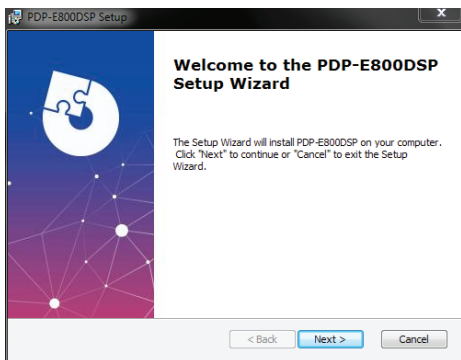 PDP-E800DSP Setup
x
Welcome to the PDP-E800DSP
Setup Wizard
The Setup Wizard will install PDP-E800DSP on your computer.
Click "Next" to continue or "Cancel" to exit the Setup
Wizard.
< Back Next > Cancel